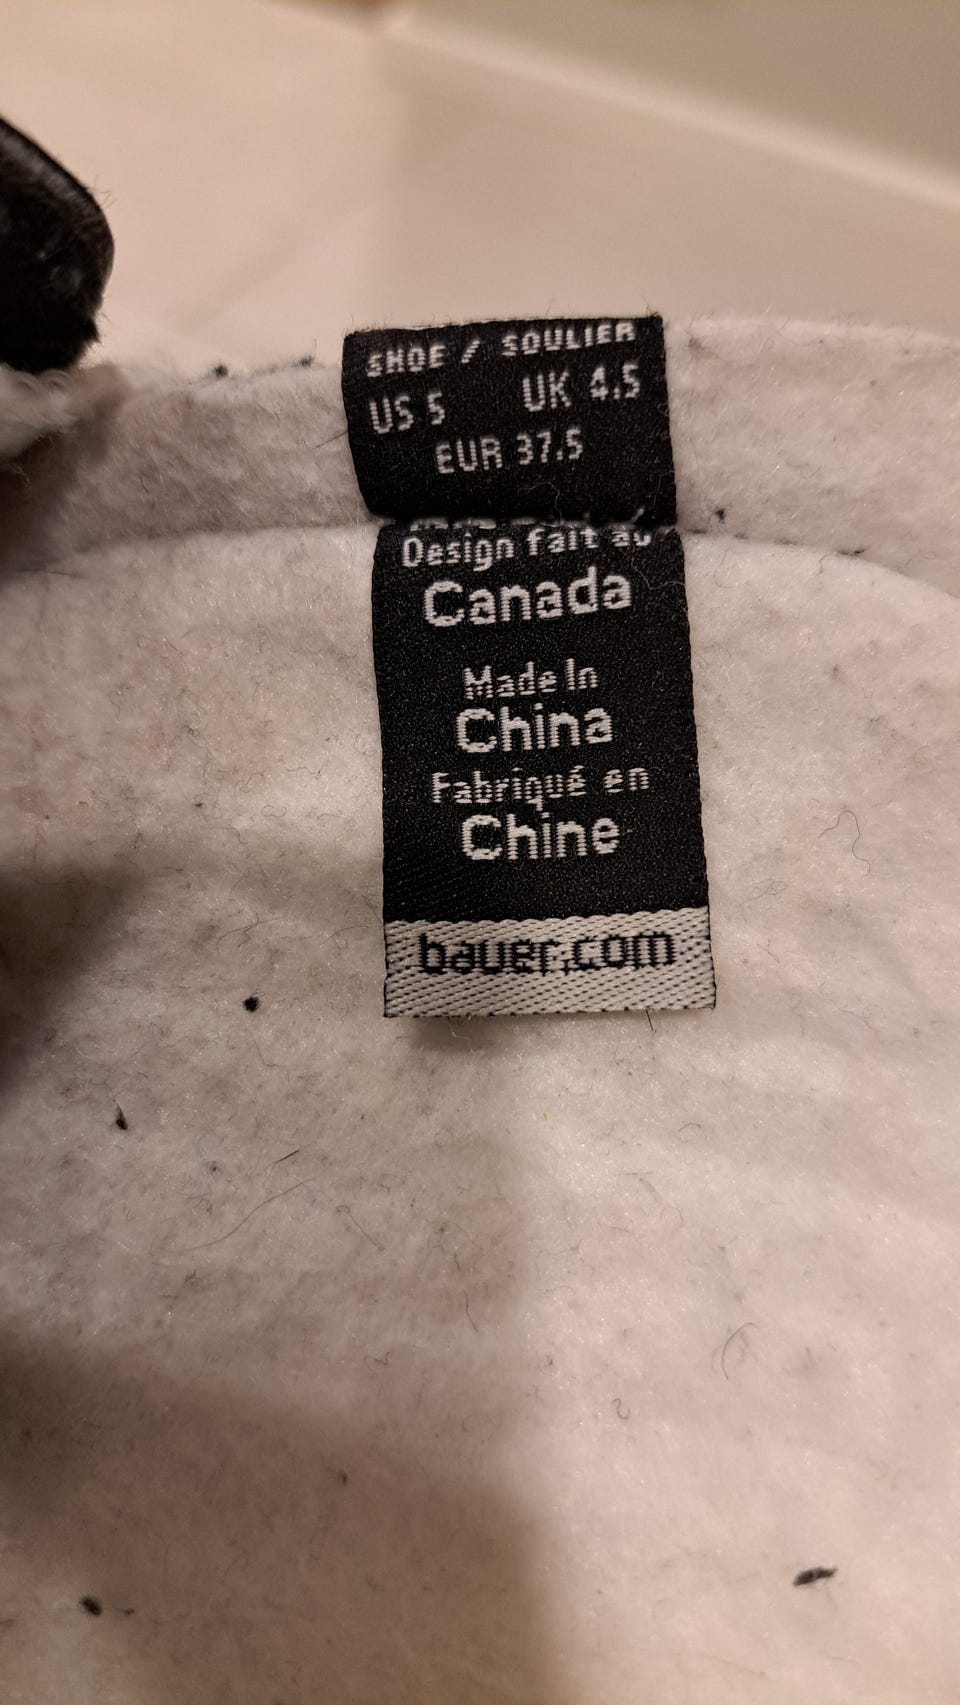 SHOE / SOULIER
US 5 UK 4.5
EUR 37.5
Design fait au
Canada
Made In
China
Fabriqué en
Chine
bauer.com